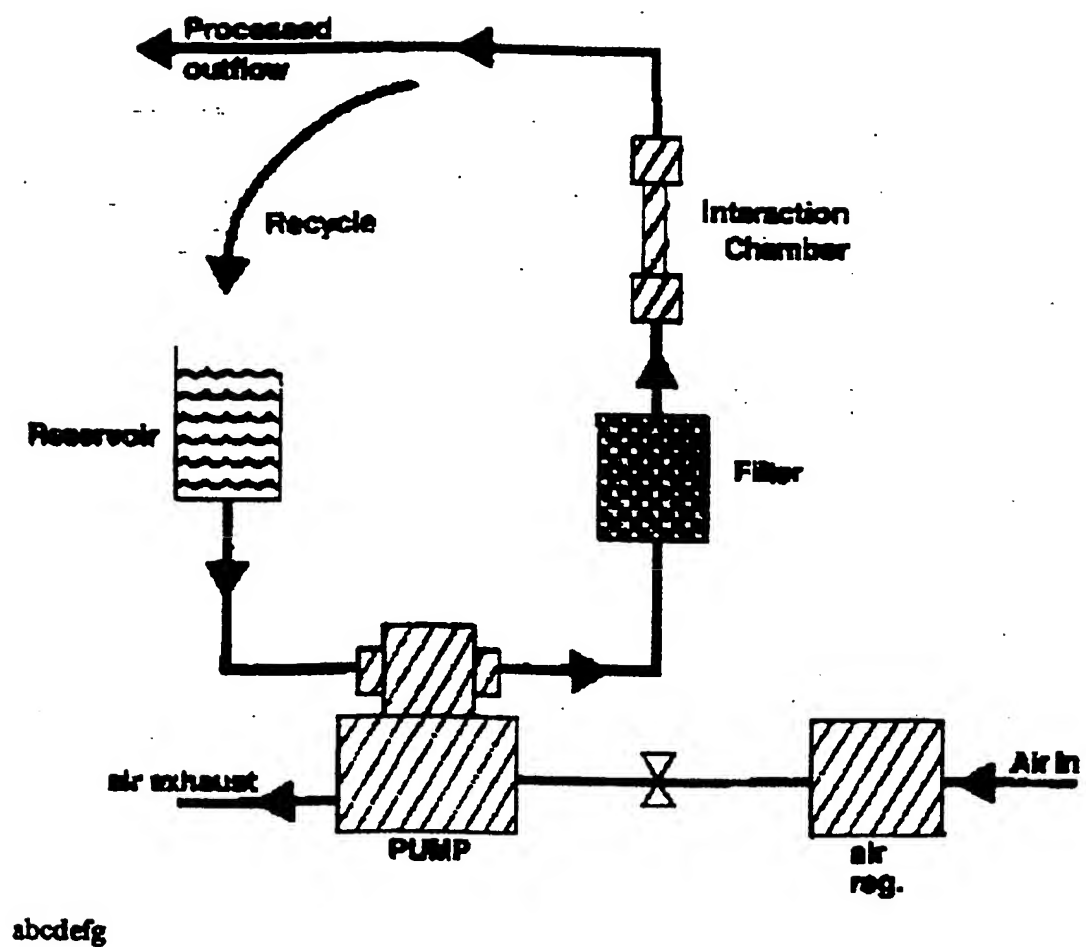 Processed
outflow
Recycle
Interaction
Chamber
Reservoir
Filter
Air in
air exhaust
PUMP
air
reg.
abcdefg